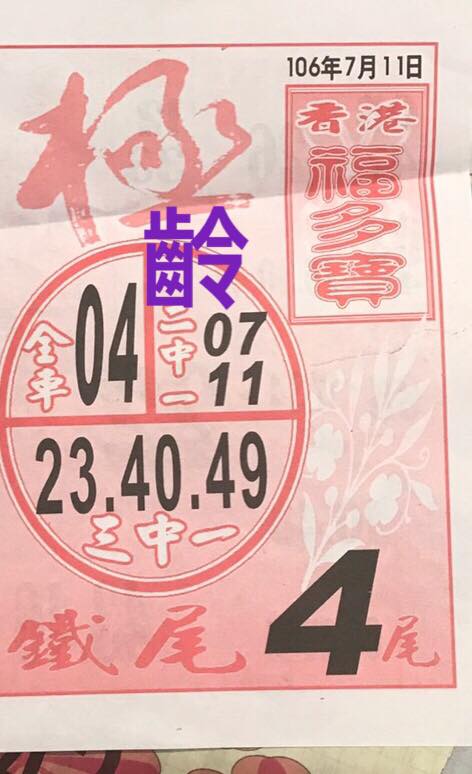 106年7月11日
香港
福多寶
極
齡
全車
04
二中一
07
11
23.40.49
三中一
鐵尾
4尾